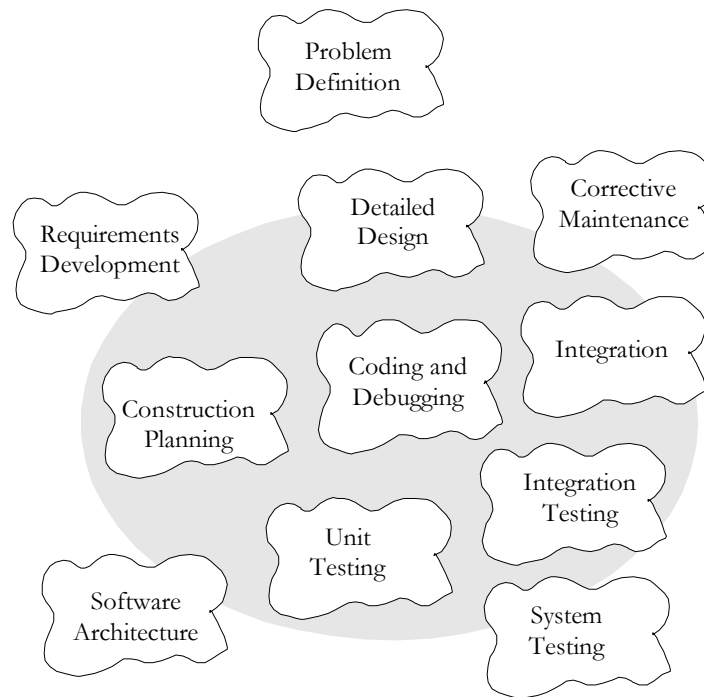 Problem
Definition
Detailed
Design
Corrective
Maintenance
Requirements
Development
Integration
Coding and
Debugging
Construction
Planning
Integration
Testing
Unit
Testing
Software
Architecture
System
Testing